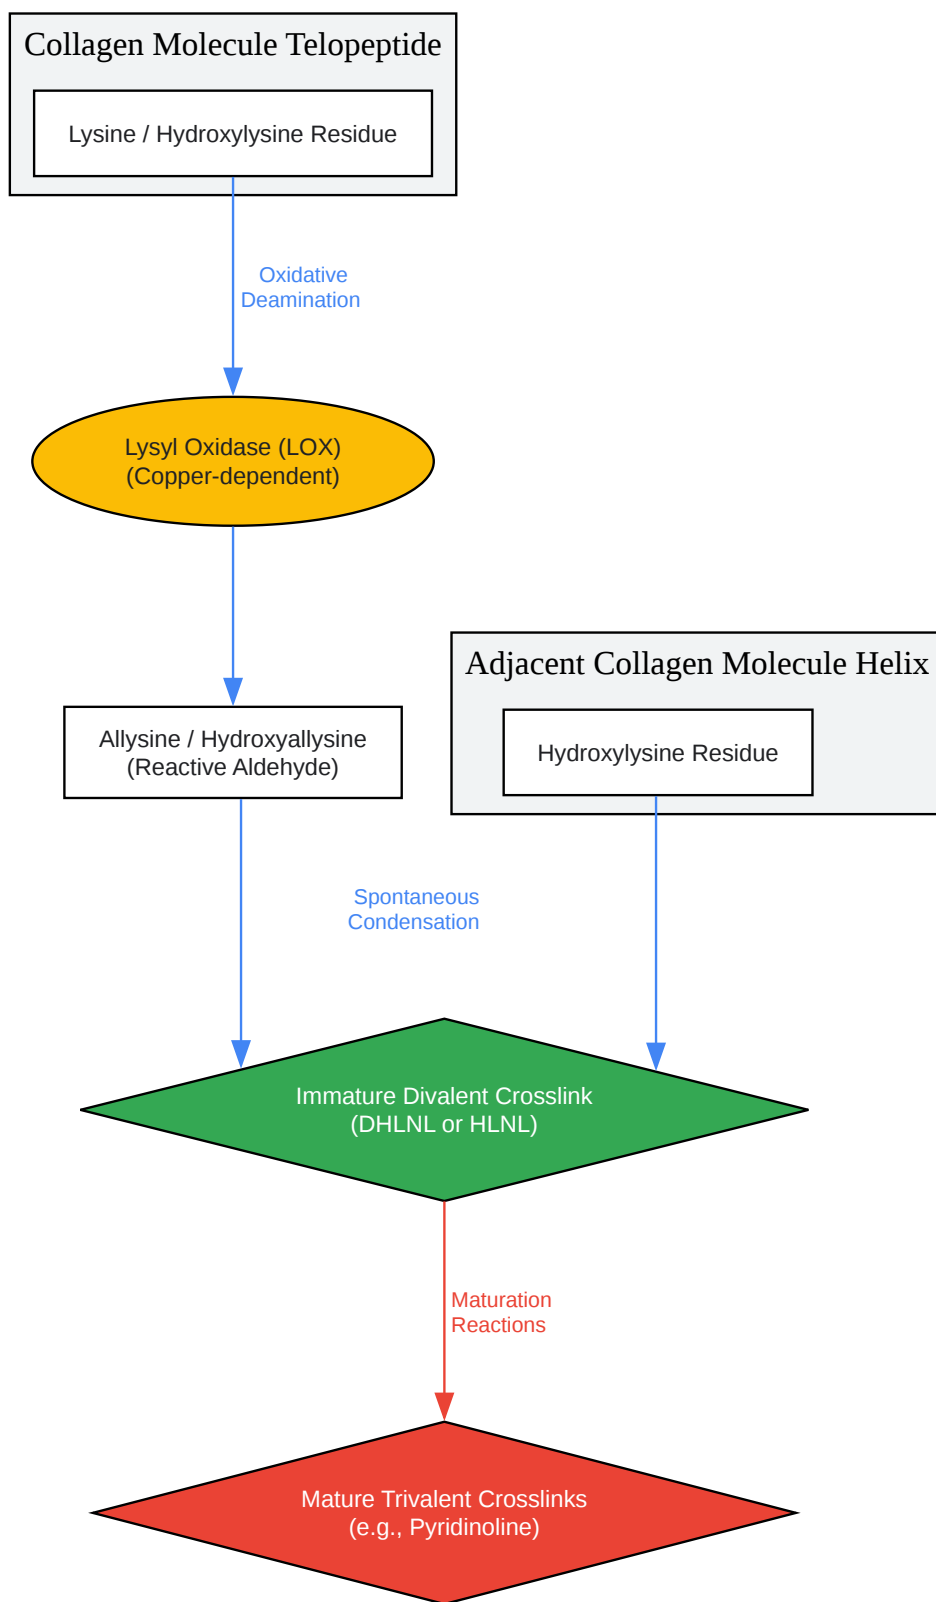 Collagen Molecule Telopeptide
Lysine / Hydroxylysine Residue
Oxidative
Deamination
Lysyl Oxidase (LOX)
(Copper-dependent)
Adjacent Collagen Molecule Helix
Allysine / Hydroxyallysine
(Reactive Aldehyde)
Hydroxylysine Residue
Spontaneous
Condensation
Immature Divalent Crosslink
(DHLNL or HLNL)
Maturation
Reactions
Mature Trivalent Crosslinks
(e.g., Pyridinoline)